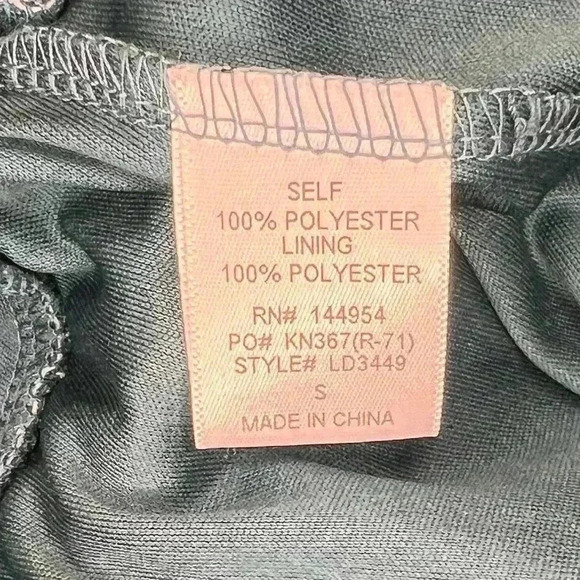 SELF
100% POLYESTER
LINING
100% POLYESTER
RN# 144954
PO# KN367(R-71)
STYLE# LD3449
S
MADE IN CHINA